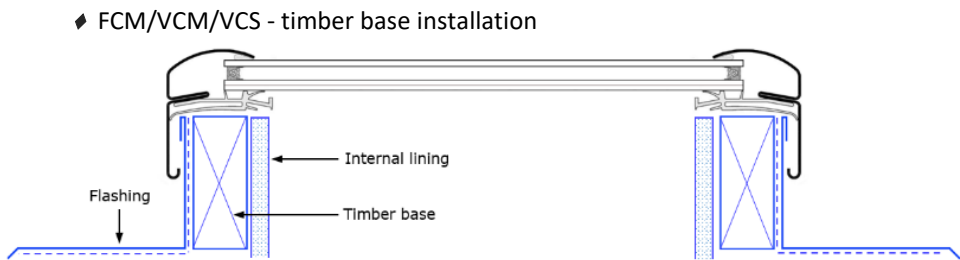 ♦ FCM/VCM/VCS - timber base installation
Internal lining
Flashing
Timber base